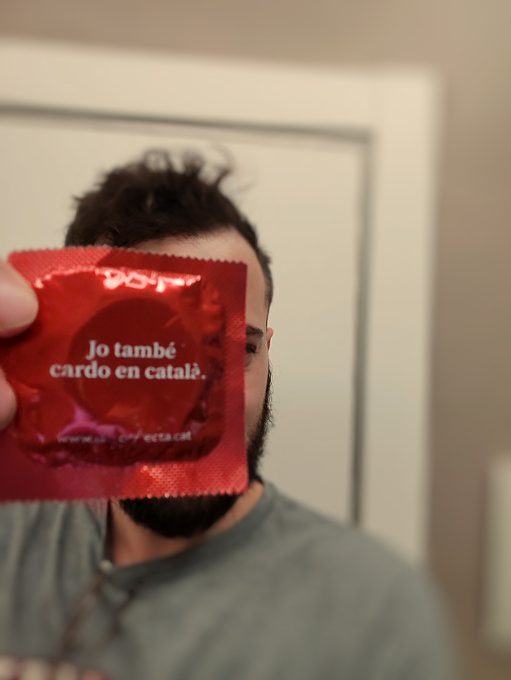 Jo també
cardo en català.